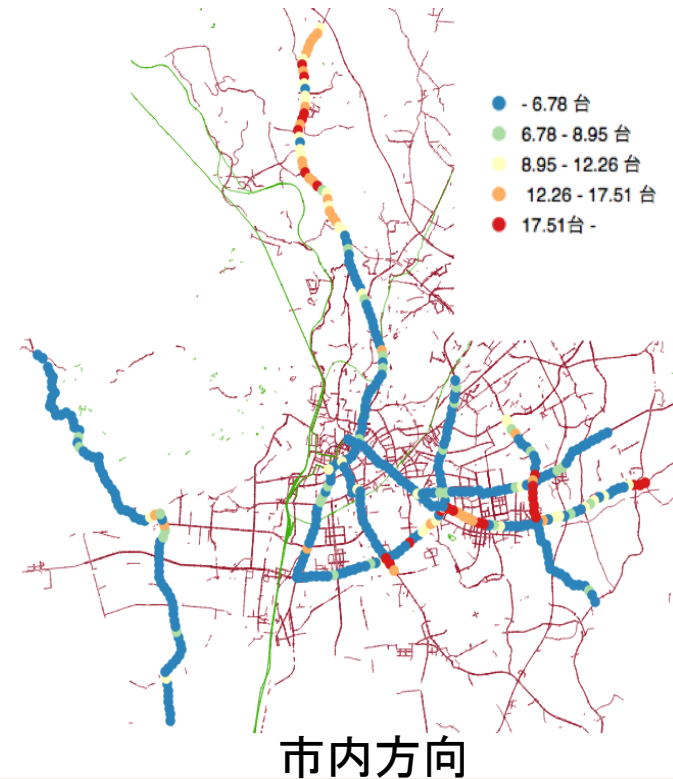 - 6.78 台
6.78 - 8.95 台
8.95 - 12.26 台
12.26 - 17.51 台
17.51台 -
市内方向